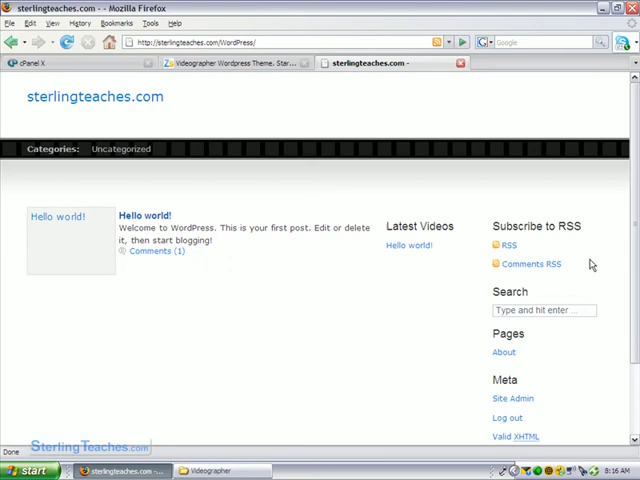 sterlingteaches.com - - Mozilla Firefox
File Edit View History Bookmarks Tools Help
http://sterlingteaches.com/WordPress/
Google
cPanel X
Videographer Wordpress Theme. Star...
sterlingteaches.com -
sterlingteaches.com
Categories: Uncategorized
Hello world!
Hello world!
Welcome to WordPress. This is your first post. Edit or delete
it, then start blogging!
Comments (1)
Latest Videos
Hello world!
Subscribe to RSS
RSS
Comments RSS
Search
Type and hit enter ...
Pages
About
Meta
Site Admin
Log out
Valid XHTML
SterlingTeaches.com
Done
start
sterlingteaches.com -...
Videographer
8:16 AM